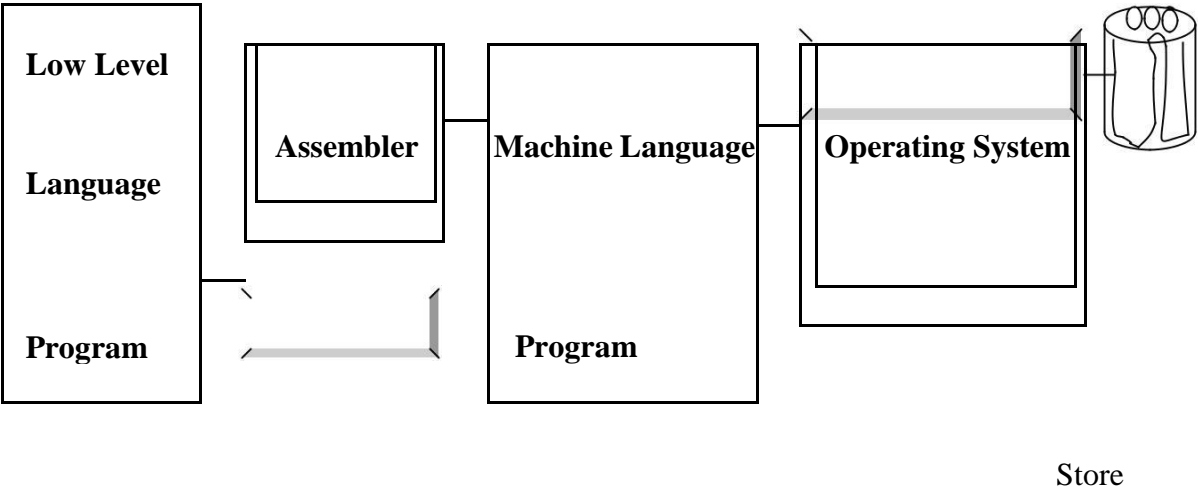 Low Level
Language
Program
Assembler
Machine Language
Program
Operating System
Store